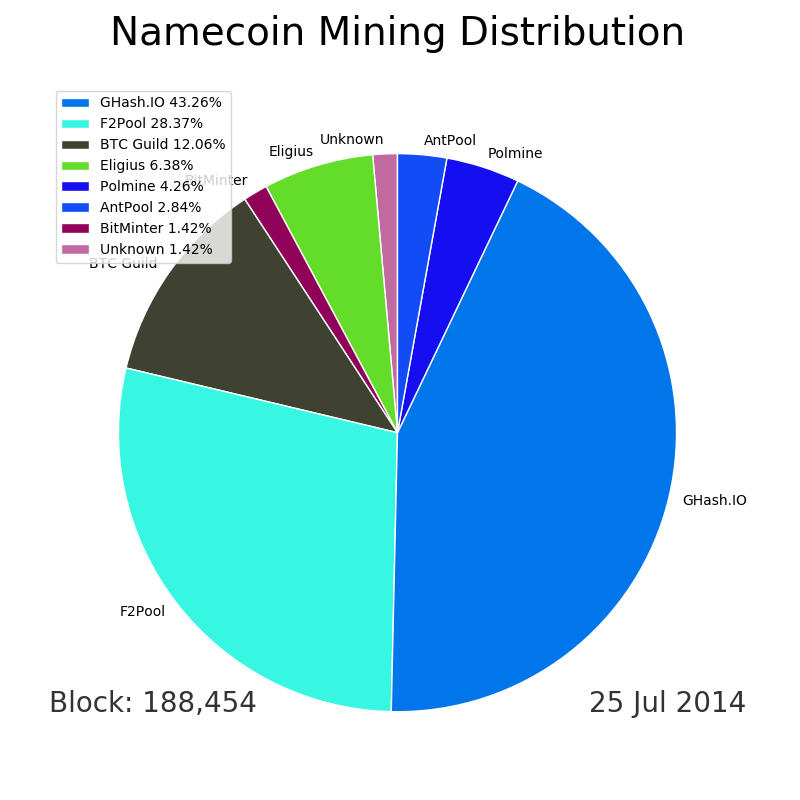 Namecoin Mining Distribution
GHash.IO 43.26%
F2Pool 28.37%
BTC Guild 12.06%
Eligius 6.38%
Polmine 4.26%
AntPool 2.84%
BitMinter 1.42%
Unknown 1.42%
Unknown
AntPool
Eligius
Polmine
BitMinter
BTC Guild
GHash.IO
F2Pool
Block: 188,454
25 Jul 2014